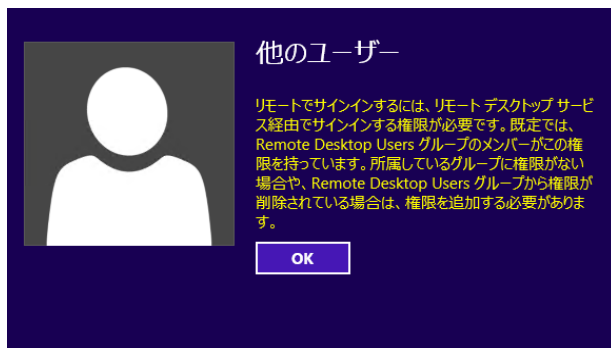 他のユーザー
リモートでサインインするには、リモート デスクトップ サービ
ス経由でサインインする権限が必要です。既定では、
Remote Desktop Users グループのメンバーがこの権
限を持っています。所属しているグループに権限がない
場合や、Remote Desktop Users グループから権限が
削除されている場合は、権限を追加する必要がありま
す。
OK